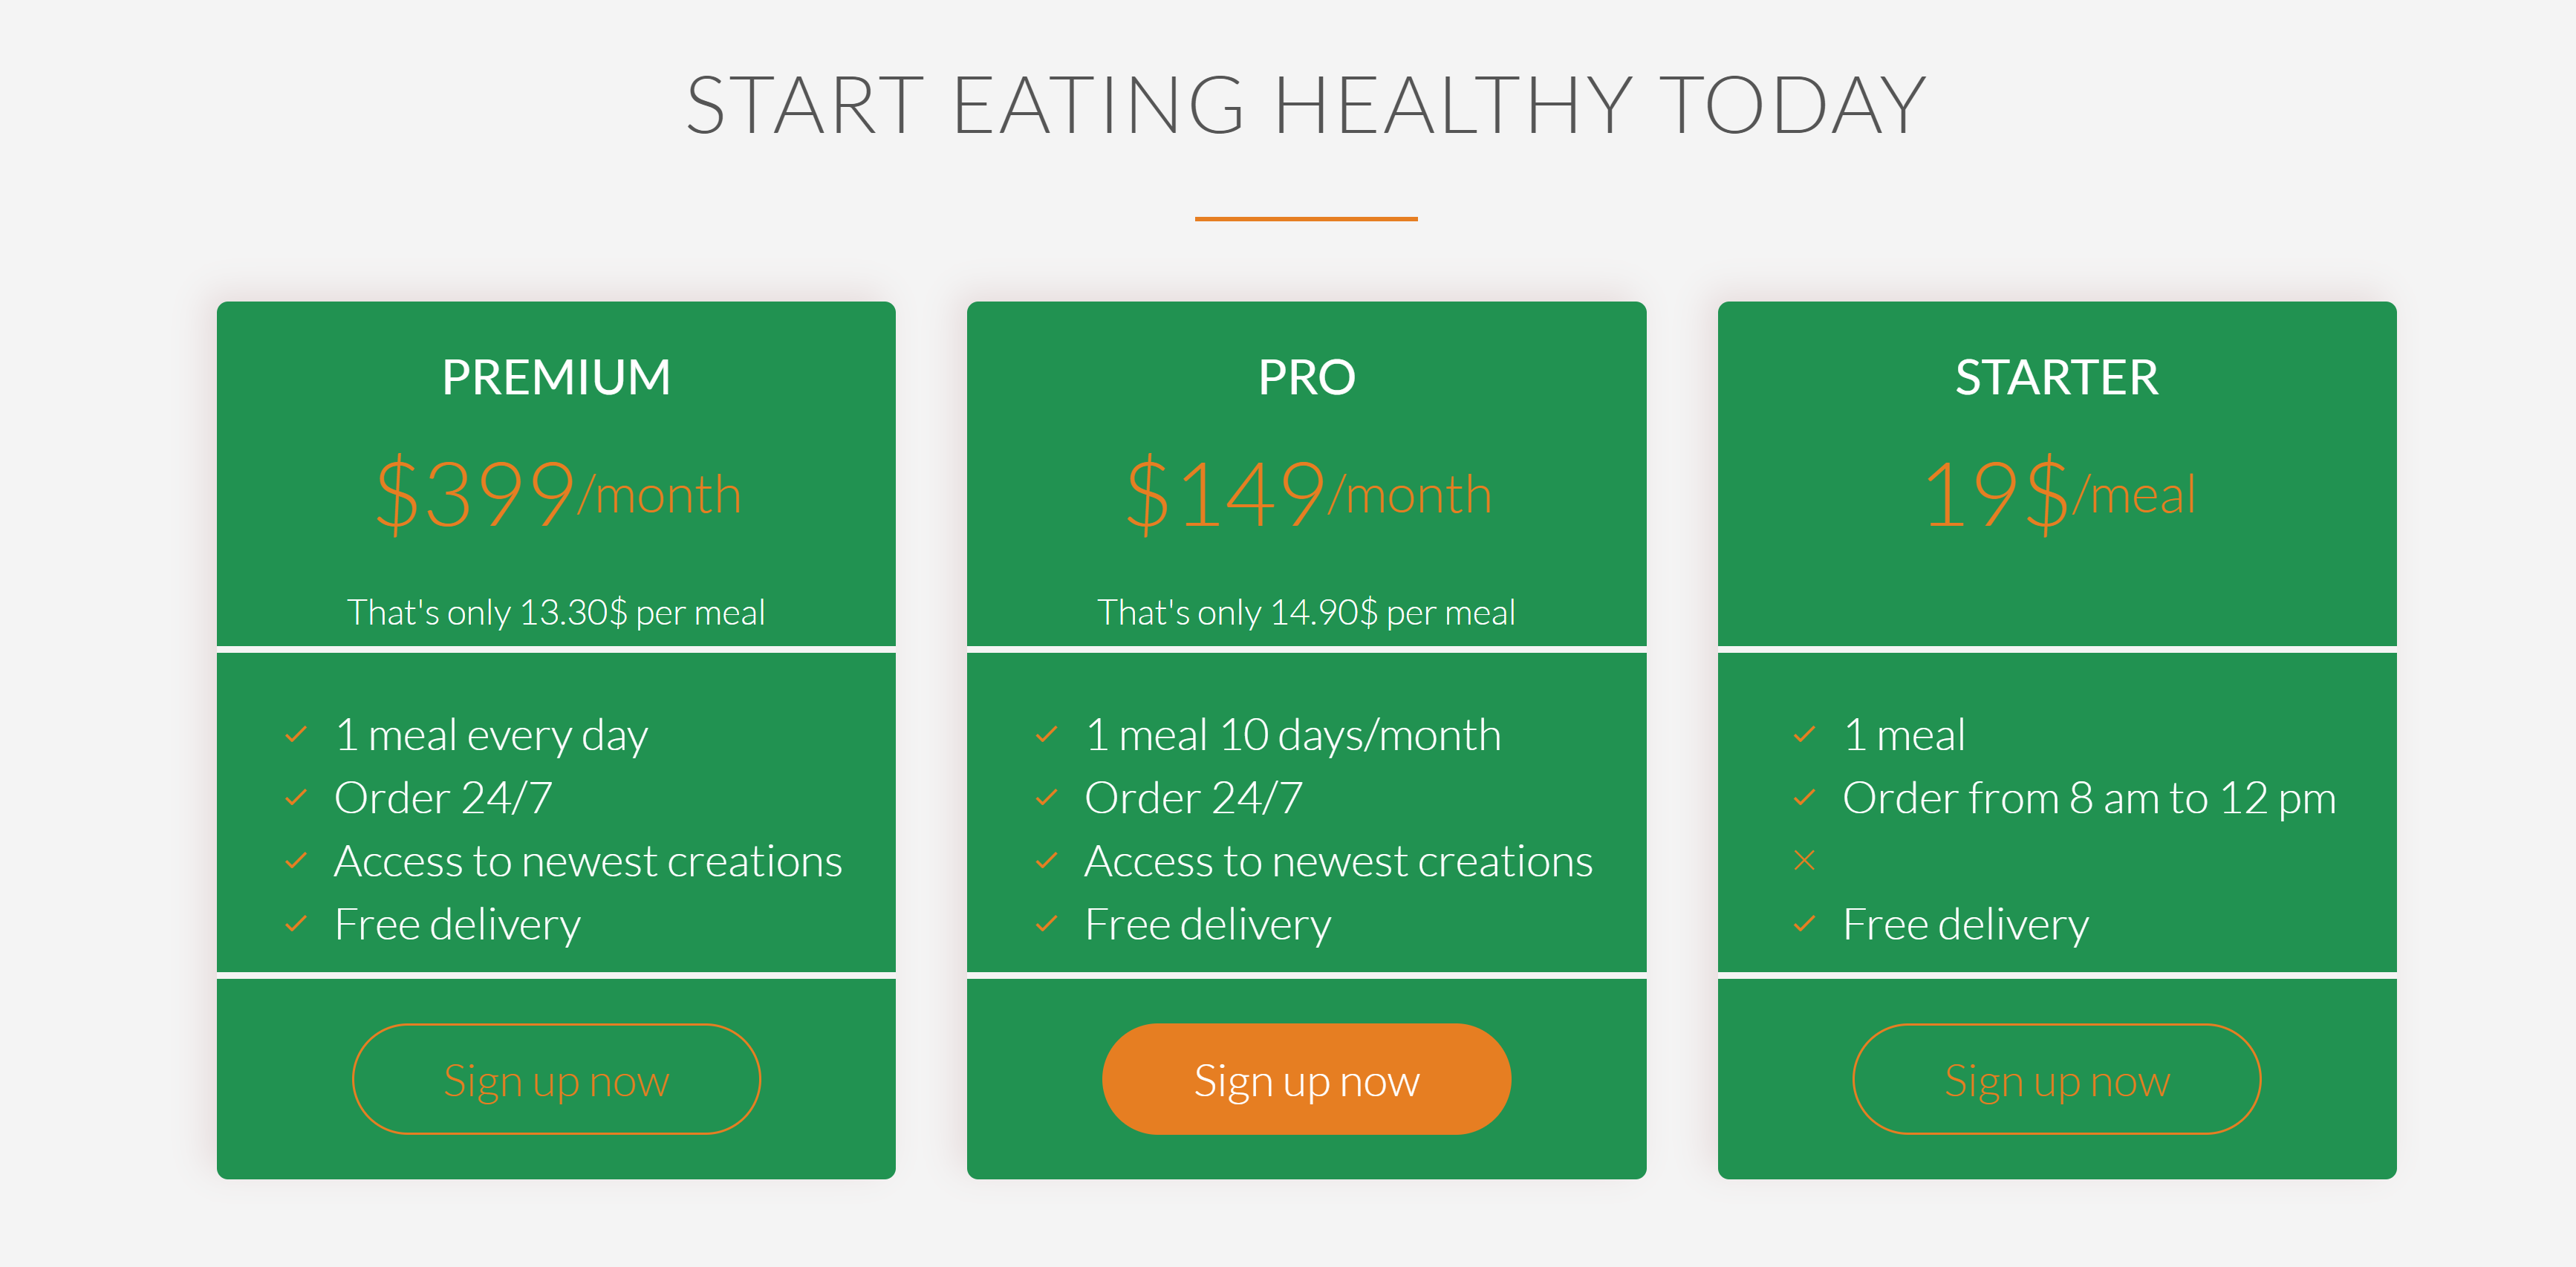 START EATING HEALTHY TODAY
PREMIUM
$399/month
That's only 13.30$ per meal
1 meal every day
Order 24/7
Access to newest creations
Free delivery
Sign up now
PRO
$149/month
That's only 14.90$ per meal
1 meal 10 days/month
Order 24/7
Access to newest creations
Free delivery
Sign up now
STARTER
19$/meal
1 meal
Order from 8 am to 12 pm
Free delivery
Sign up now